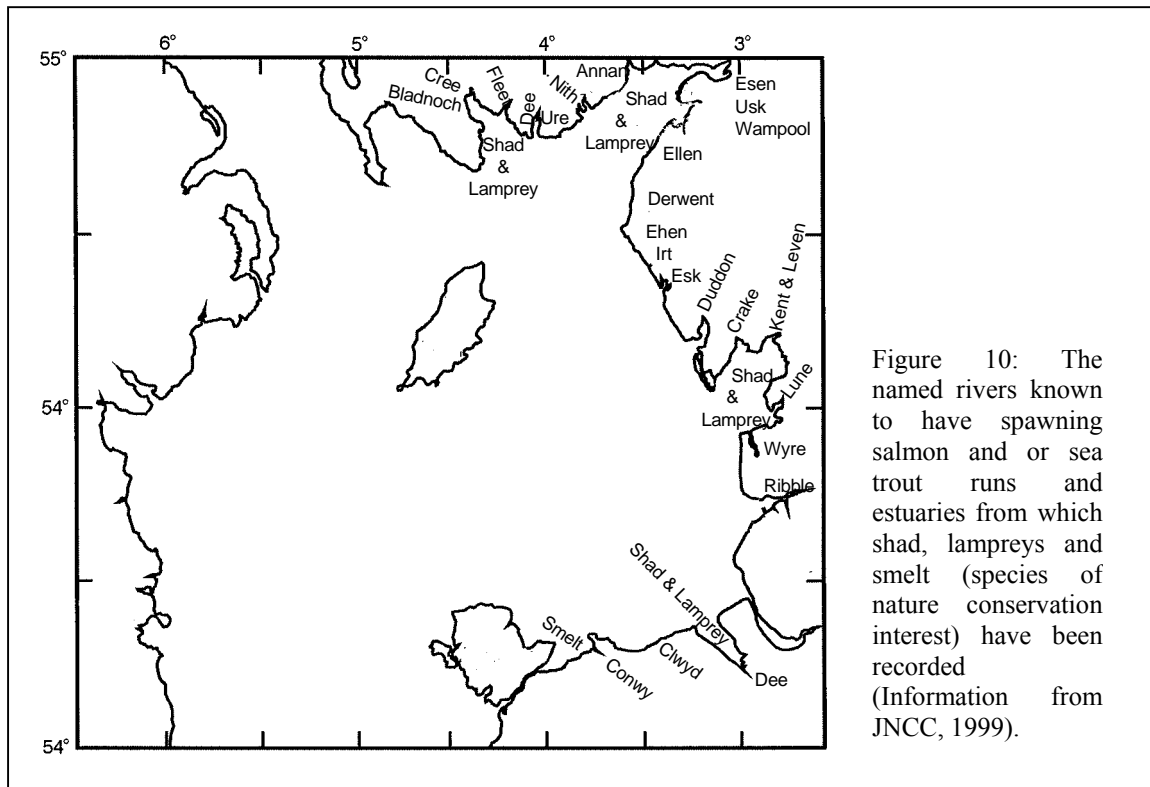 6°
5°
4°
3°
55°
Cree
Bladnoch
Flee
Dee
Ure
Nith
Annan
Shad
&
Lamprey
Shad
&
Lamprey
Esen
Usk
Wampool
Ellen
Derwent
Ehen
Irt
Esk
Duddon
Crake
Kent & Leven
Lune
Shad
&
Lamprey
54°
Wyre
Ribble
Shad & Lamprey
Smelt
Conwy
Clwyd
Dee
54°
Figure 10: The
named rivers known
to have spawning
salmon and or sea
trout runs and
estuaries from which
shad, lampreys and
smelt (species of
nature conservation
interest) have been
recorded
(Information from
JNCC, 1999).